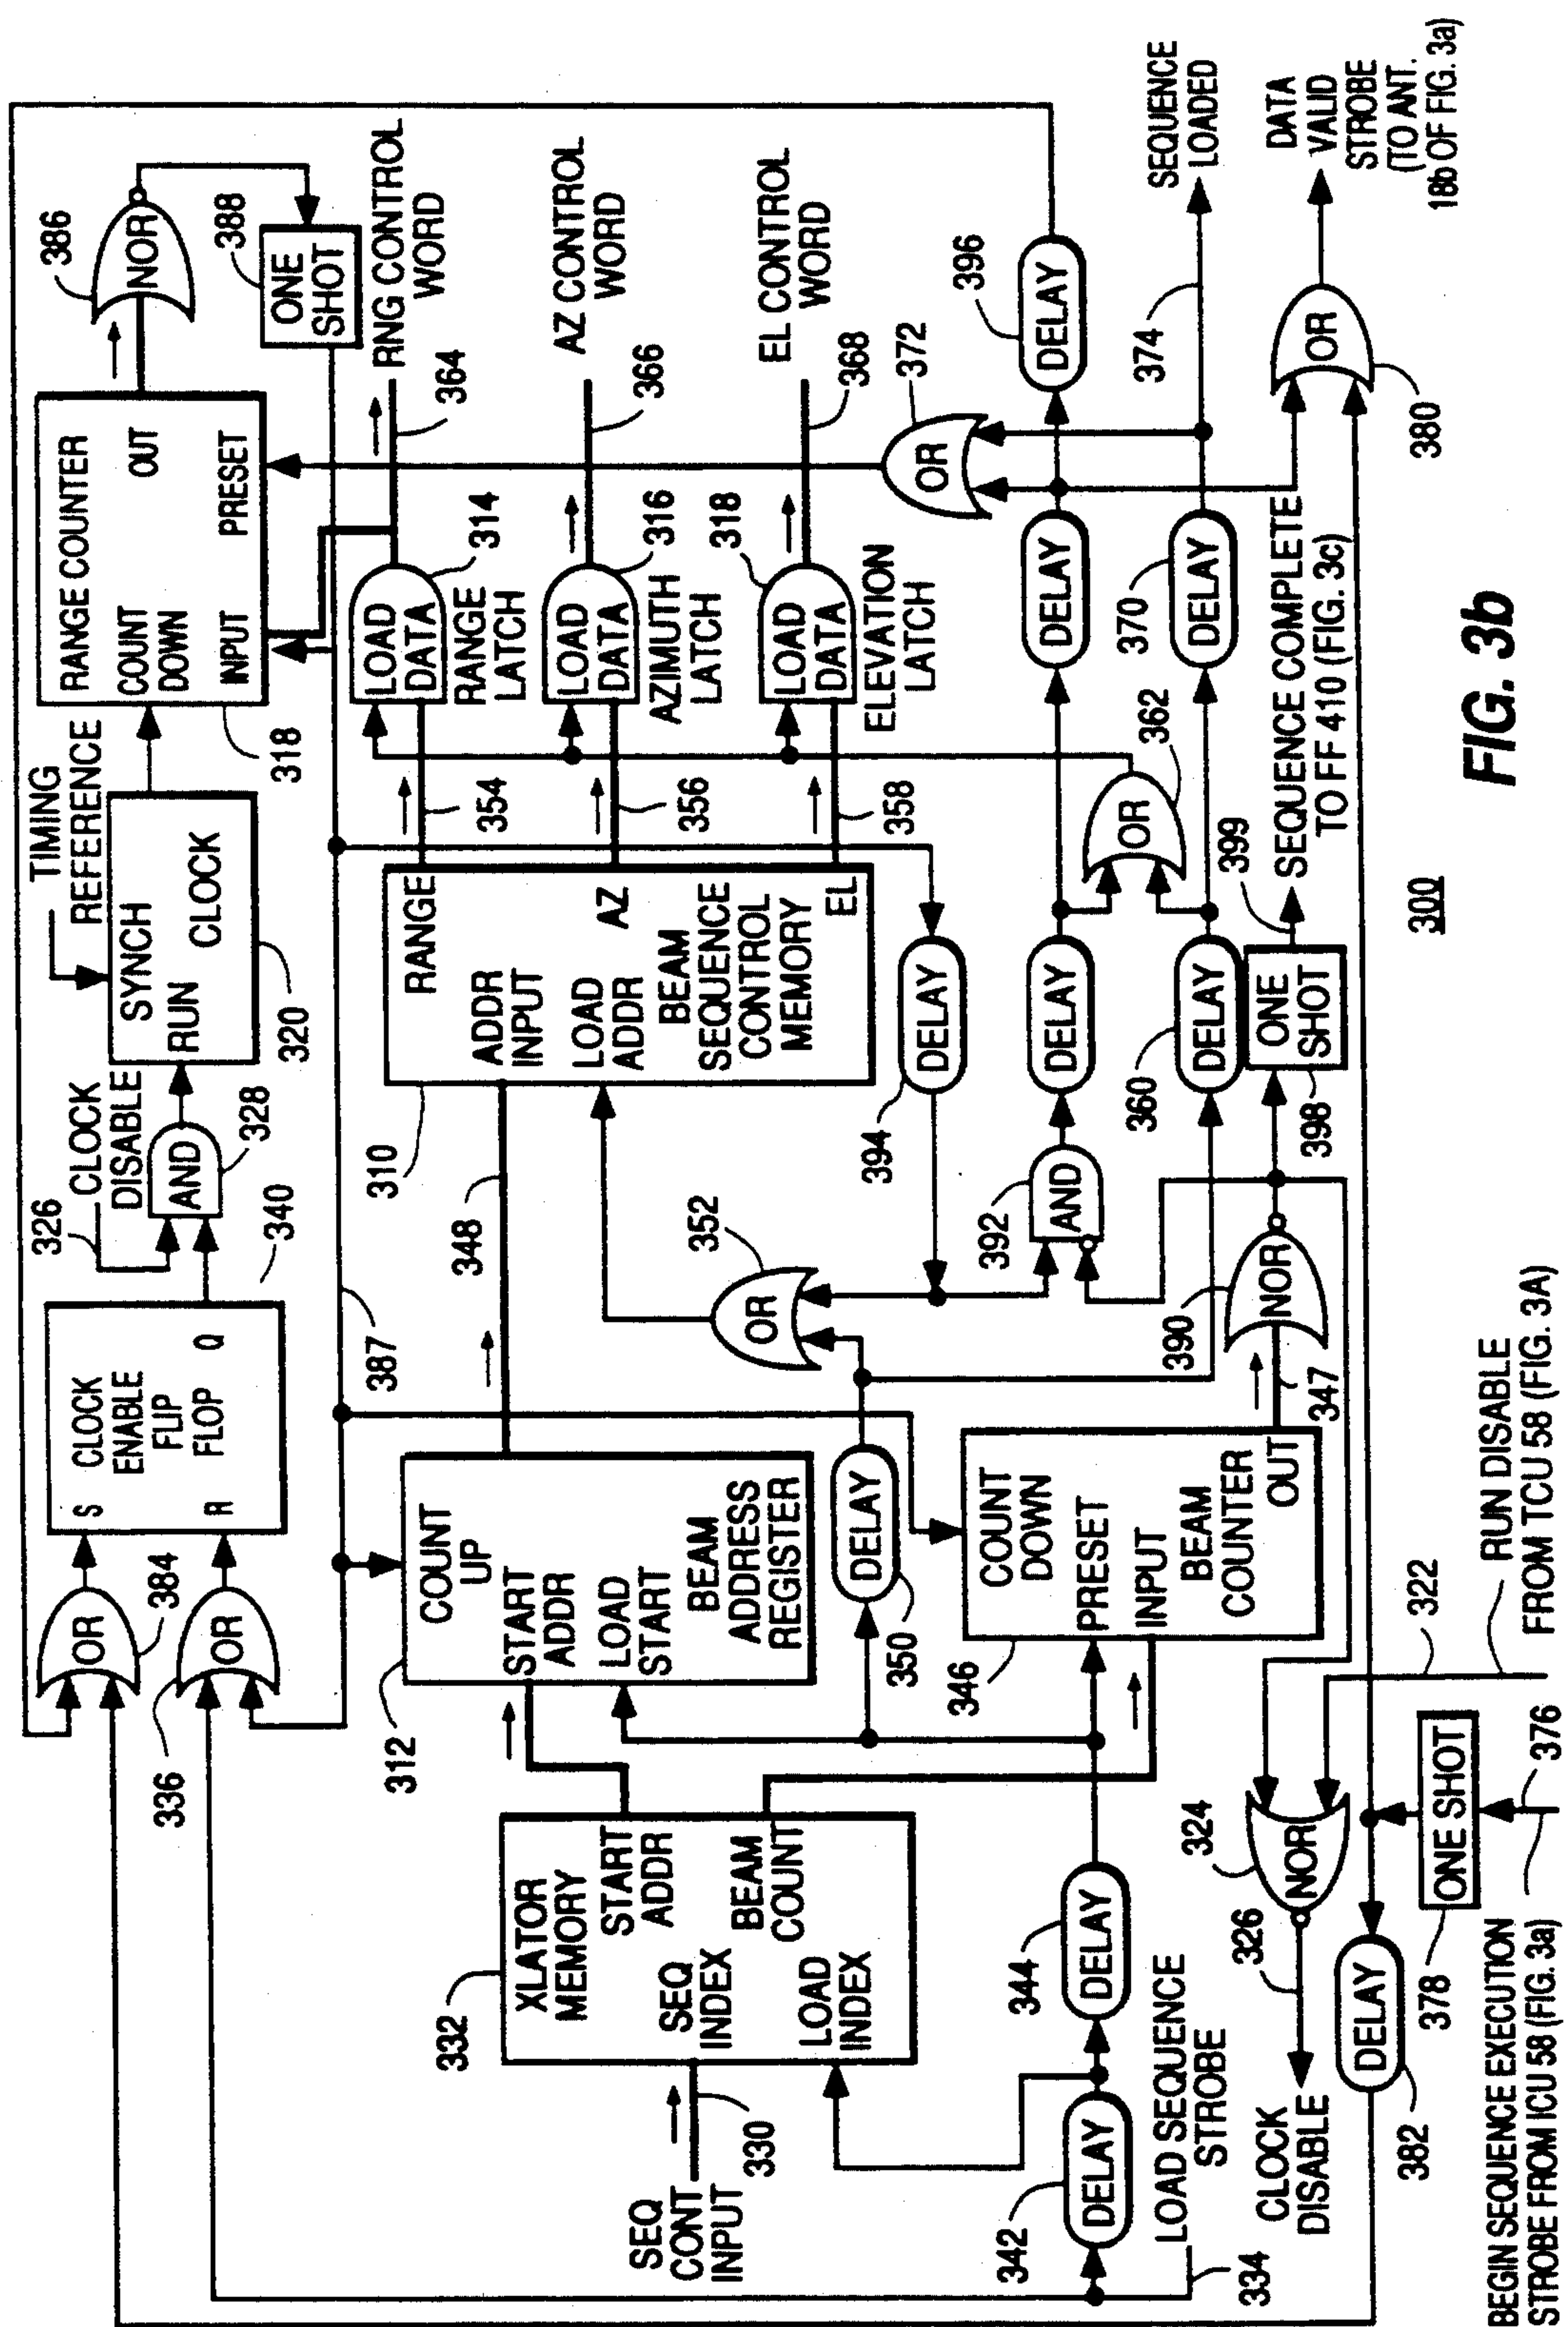 TIMING
REFERENCE
326
CLOCK
DISABLE
AND
328
340
SYNCH
RUN
CLOCK
320
RANGE COUNTER
COUNT
DOWN
OUT
INPUT
PRESET
318
386
NOR
388
ONE
SHOT
OR
384
336
OR
S
CLOCK
ENABLE
FLIP
FLOP
Q
R
387
RNG CONTROL
WORD
364
AZ CONTROL
WORD
366
EL CONTROL
WORD
368
LOAD
DATA
314
RANGE
LATCH
LOAD
DATA
316
AZIMUTH
LATCH
LOAD
DATA
318
ELEVATION
LATCH
354
356
358
RANGE
ADDR
INPUT
AZ
LOAD
ADDR
BEAM
SEQUENCE
CONTROL
MEMORY
EL
310
348
352
OR
312
COUNT
UP
START
ADDR
LOAD
START
BEAM
ADDRESS
REGISTER
332
XLATOR
MEMORY
START
ADDR
SEQ
INDEX
BEAM
COUNT
LOAD
INDEX
SEQ
CONT
INPUT
330
DELAY
350
346
COUNT
DOWN
PRESET
INPUT
BEAM
COUNTER
OUT
347
390
NOR
392
AND
394
DELAY
DELAY
360
DELAY
ONE
SHOT
398
399
SEQUENCE COMPLETE
TO FF 410 (FIG. 3c)
OR
362
DELAY
370
DELAY
OR
372
DELAY
396
374
SEQUENCE
LOADED
OR
380
DATA
VALID
STROBE
(TO ANT.
18b OF FIG. 3a)
342
DELAY
344
DELAY
LOAD SEQUENCE
STROBE
334
324
NOR
326
CLOCK
DISABLE
322
RUN DISABLE
FROM TCU 58 (FIG. 3A)
DELAY
382
ONE SHOT
378
376
BEGIN SEQUENCE EXECUTION
STROBE FROM ICU 58 (FIG. 3a)
300
FIG. 3b